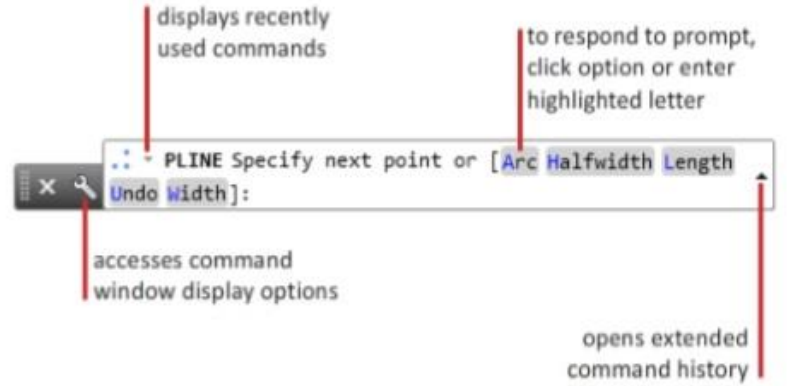 displays recently
used commands
to respond to prompt,
click option or enter
highlighted letter
PLINE Specify next point or [Arc Halfwidth Length
Undo Width]:
accesses command
window display options
opens extended
command history